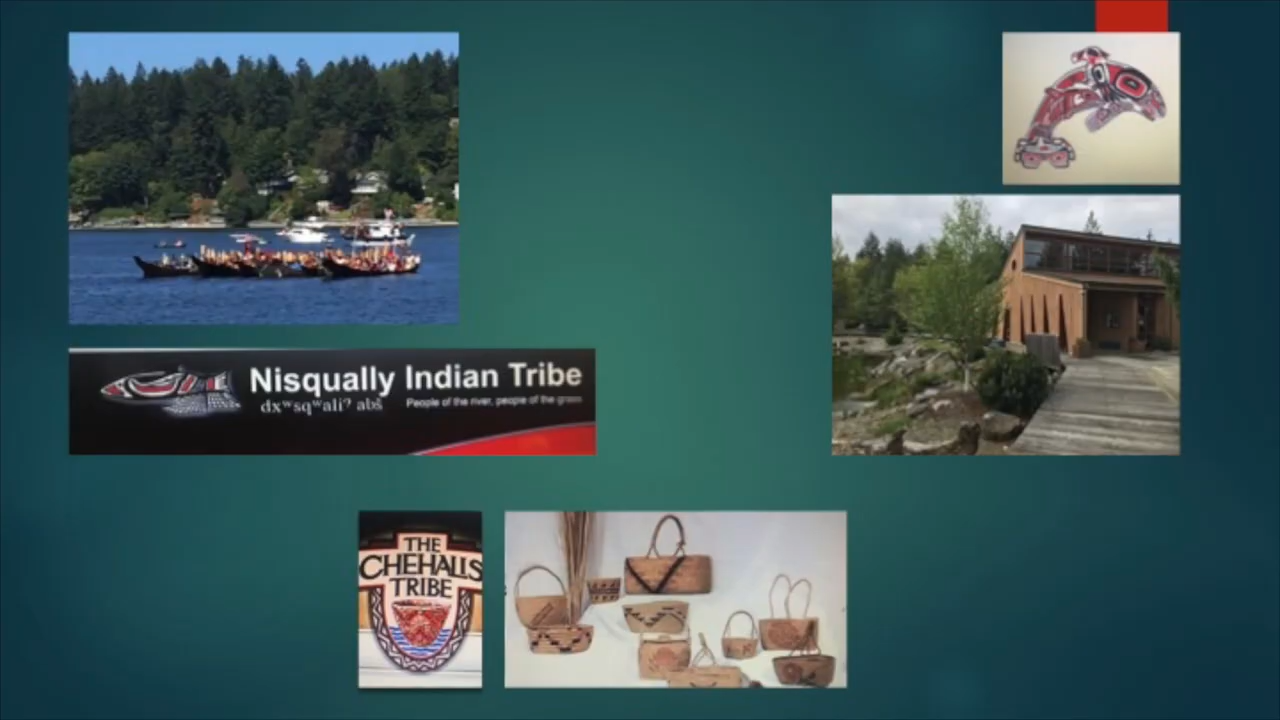 Nisqually Indian Tribe
dxʷsqʷaliʔ abš
People of the river, people of the grass
THE
CHEHALIS
TRIBE